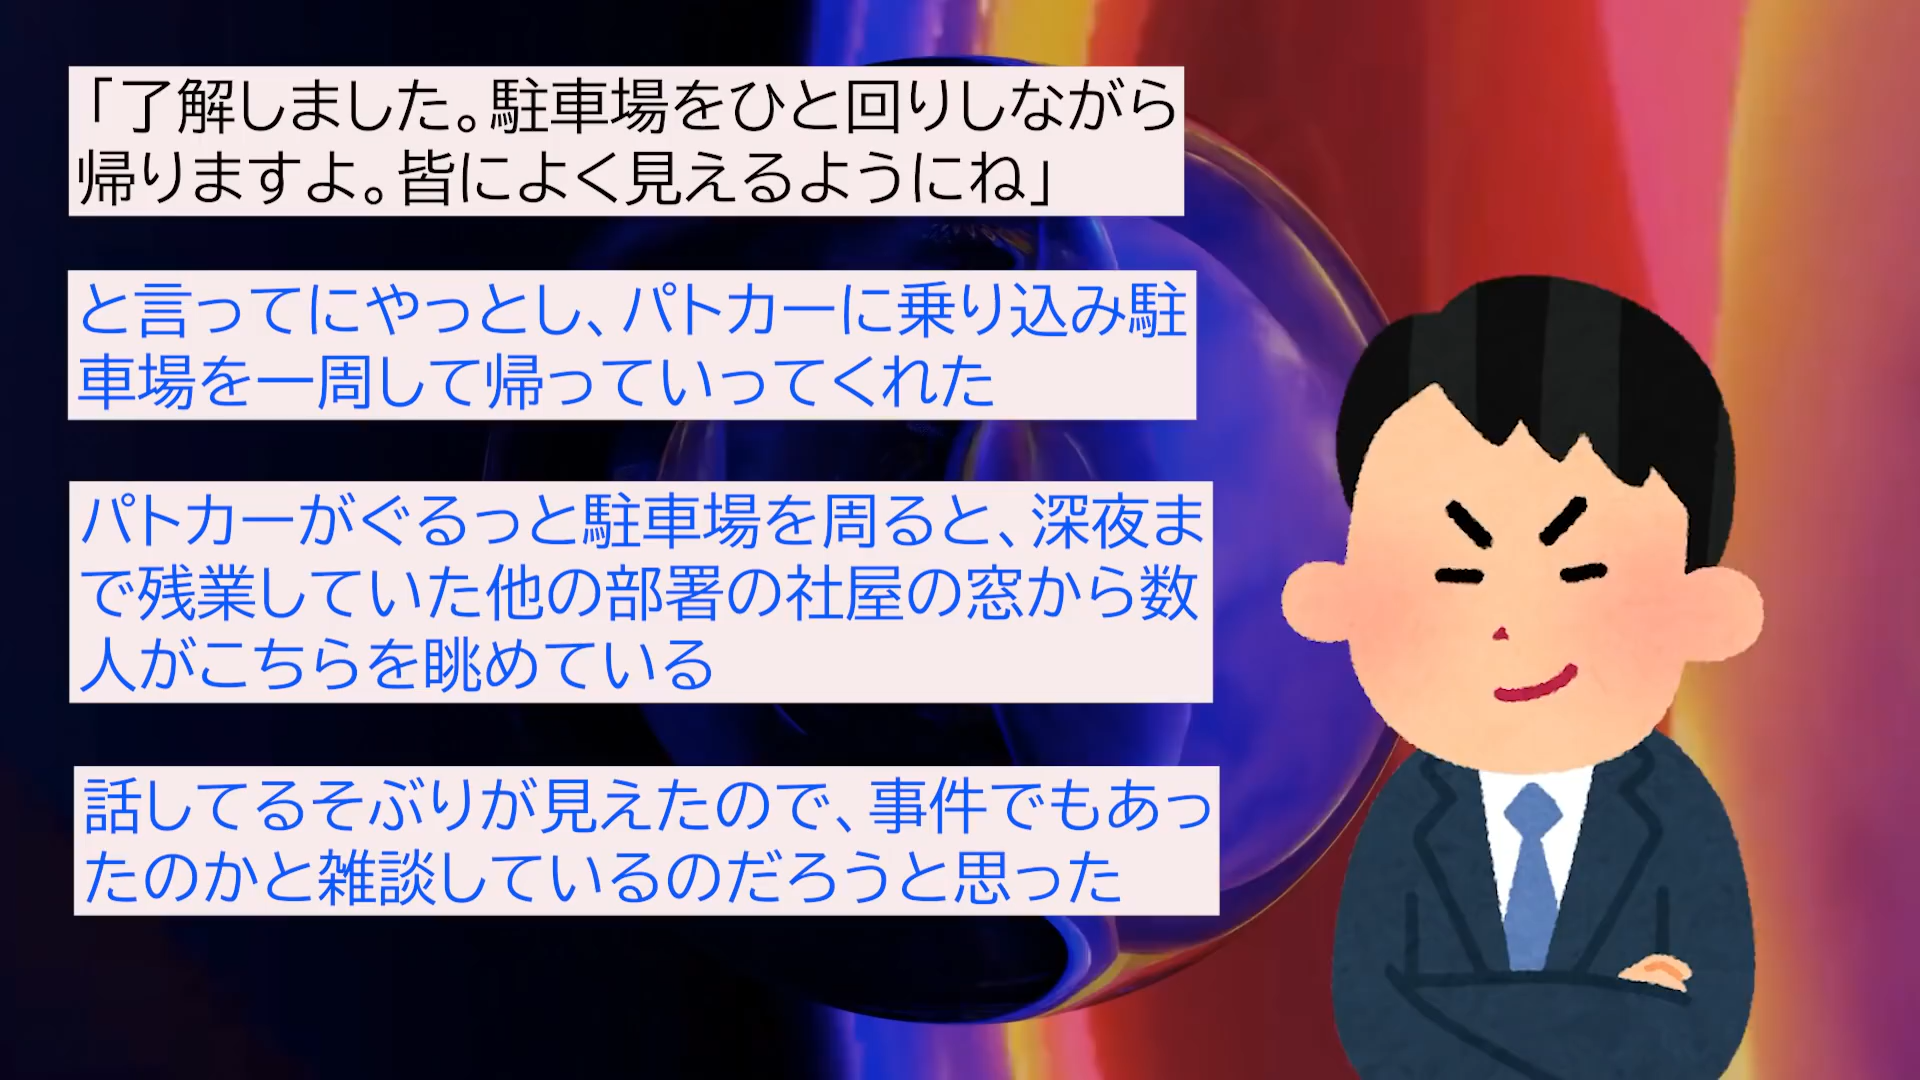 「了解しました。駐車場をひと回りしながら
帰りますよ。皆によく見えるようにね」
と言ってにやっとし、パトカーに乗り込み駐
車場を一周して帰っていってくれた
パトカーがぐるっと駐車場を周ると、深夜ま
で残業していた他の部署の社屋の窓から数
人がこちらを眺めている
話してるそぶりが見えたので、事件でもあっ
たのかと雑談しているのだろうと思った